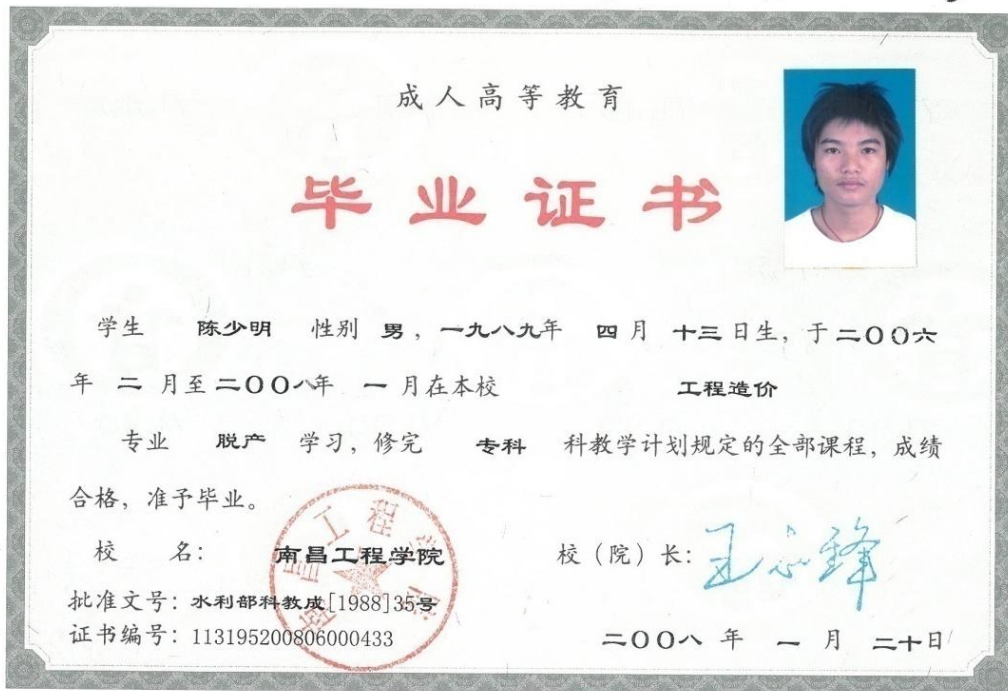 成人高等教育
毕业证书
学生 陈少明 性别 男，一九八九年 四月 十三日生，于二〇〇六
年 二 月至二〇〇八年 一 月在本校 工程造价
专业 脱产 学习，修完 专科 科教学计划规定的全部课程，成绩
合格，准予毕业。
校 名： 南昌工程学院
校（院）长：
批准文号：水利部科教成[1988]35号
证书编号：113195200806000433
二〇〇八 年 一 月 二十日
南昌工程学院